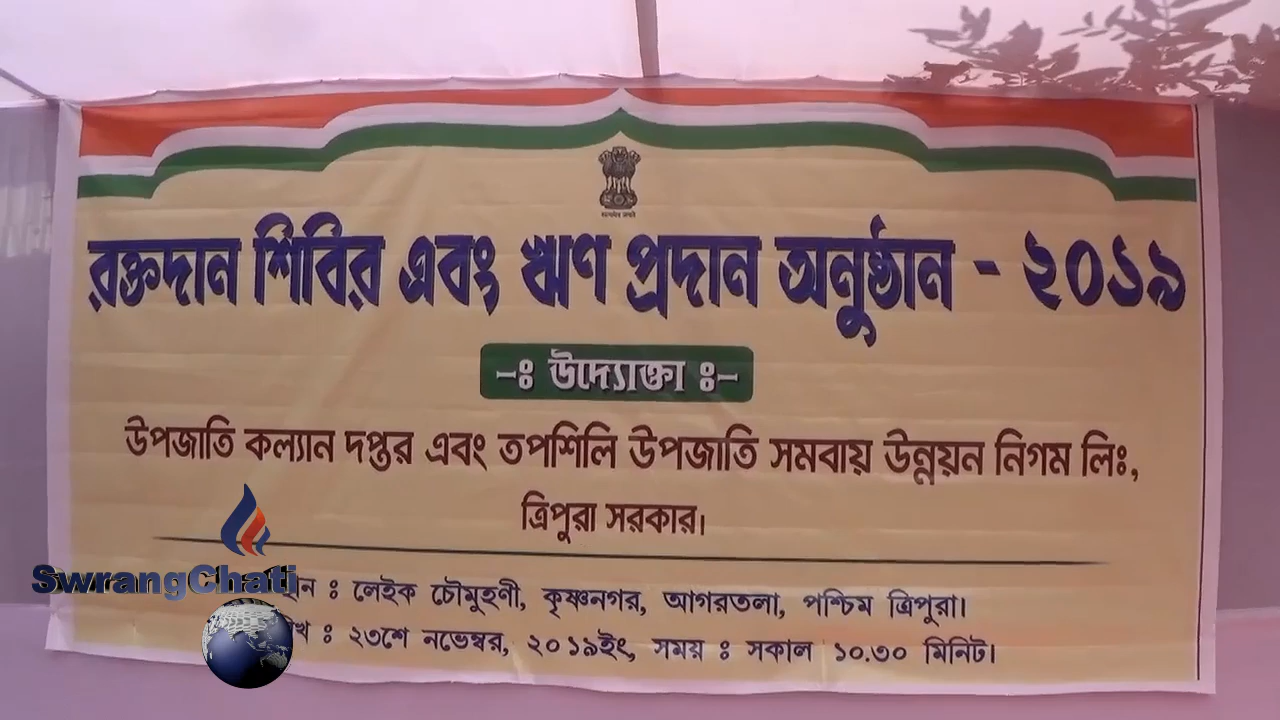 রক্তদান শিবির এবং ঋণ প্রদান অনুষ্ঠান - ২০১৯
-ঃ উদ্যোক্তা ঃ-
উপজাতি কল্যান দপ্তর এবং তপশিলি উপজাতি সমবায় উন্নয়ন নিগম লিঃ,
ত্রিপুরা সরকার।
SwrangChati
ঃ লেইক চৌমুহণী, কৃষ্ণনগর, আগরতলা, পশ্চিম ত্রিপুরা।
ঃ ২৩শে নভেম্বর, ২০১৯ইং, সময় ঃ সকাল ১০.৩০ মিনিট।